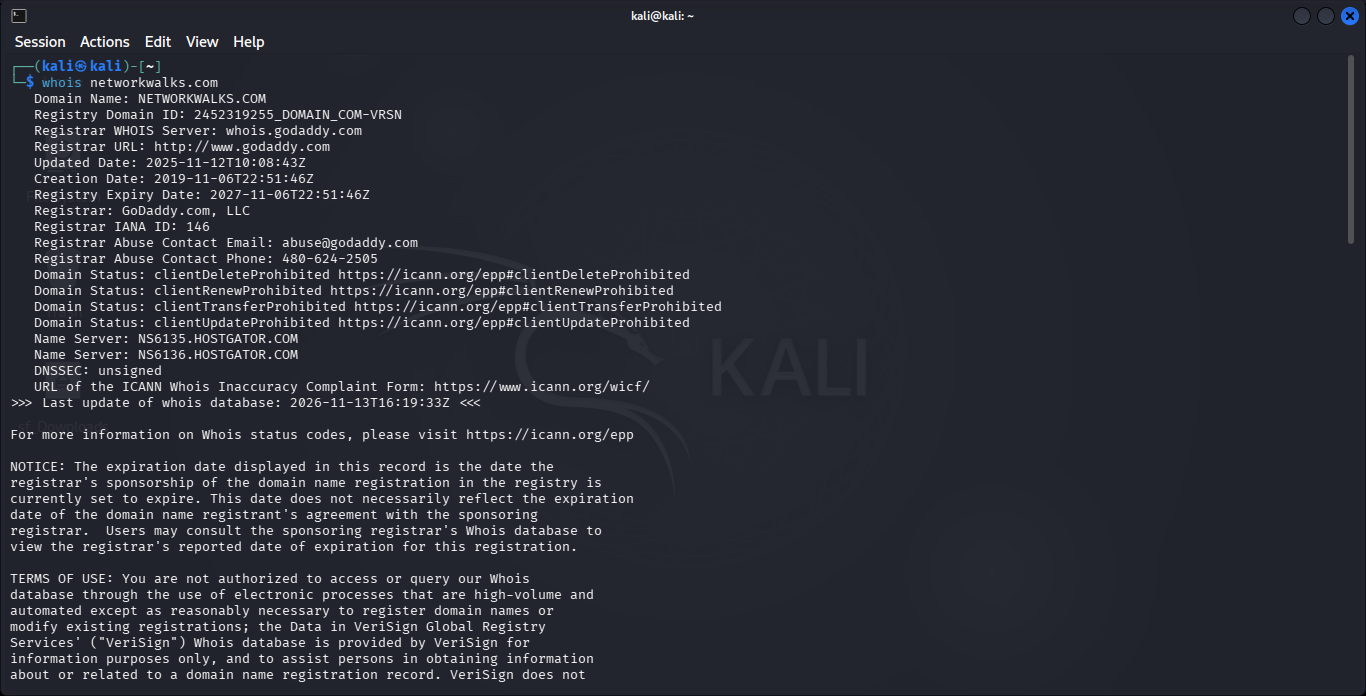 kali@kali: ~
Session Actions Edit View Help
┌──(kali㉿kali)-[~]
└─$ whois networkwalks.com
Domain Name: NETWORKWALKS.COM
Registry Domain ID: 2452319255_DOMAIN_COM-VRSN
Registrar WHOIS Server: whois.godaddy.com
Registrar URL: http://www.godaddy.com
Updated Date: 2025-11-12T10:08:43Z
Creation Date: 2019-11-06T22:51:46Z
Registry Expiry Date: 2027-11-06T22:51:46Z
Registrar: GoDaddy.com, LLC
Registrar IANA ID: 146
Registrar Abuse Contact Email: abuse@godaddy.com
Registrar Abuse Contact Phone: 480-624-2505
Domain Status: clientDeleteProhibited https://icann.org/epp#clientDeleteProhibited
Domain Status: clientRenewProhibited https://icann.org/epp#clientRenewProhibited
Domain Status: clientTransferProhibited https://icann.org/epp#clientTransferProhibited
Domain Status: clientUpdateProhibited https://icann.org/epp#clientUpdateProhibited
Name Server: NS6135.HOSTGATOR.COM
Name Server: NS6136.HOSTGATOR.COM
DNSSEC: unsigned
URL of the ICANN Whois Inaccuracy Complaint Form: https://www.icann.org/wicf/
>>> Last update of whois database: 2026-11-13T16:19:33Z <<<
For more information on Whois status codes, please visit https://icann.org/epp
NOTICE: The expiration date displayed in this record is the date the
registrar's sponsorship of the domain name registration in the registry is
currently set to expire. This date does not necessarily reflect the expiration
date of the domain name registrant's agreement with the sponsoring
registrar.  Users may consult the sponsoring registrar's Whois database to
view the registrar's reported date of expiration for this registration.
TERMS OF USE: You are not authorized to access or query our Whois
database through the use of electronic processes that are high-volume and
automated except as reasonably necessary to register domain names or
modify existing registrations; the Data in VeriSign Global Registry
Services' ("VeriSign") Whois database is provided by VeriSign for
information purposes only, and to assist persons in obtaining information
about or related to a domain name registration record. VeriSign does not
KALI